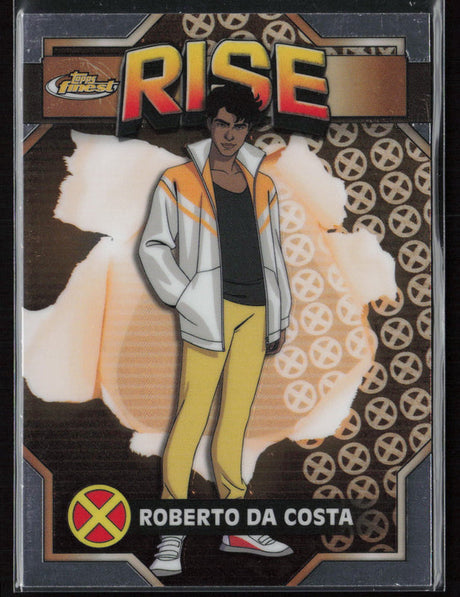 RISE
topps
finest
ROBERTO DA COSTA